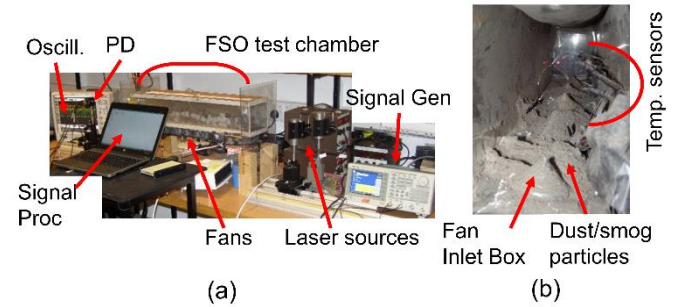 Oscill.
PD
FSO test chamber
Signal Gen
Signal
Proc
Fans
Laser sources
(a)
Temp. sensors
Fan
Inlet Box
Dust/smog
particles
(b)